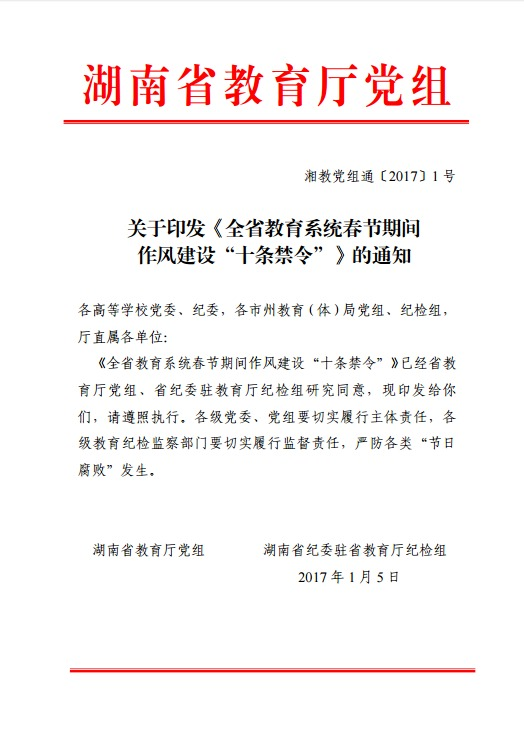 湖南省教育厅党组
湘教党组通〔2017〕1号
关于印发《全省教育系统春节期间
作风建设“十条禁令”》的通知
各高等学校党委、纪委，各市州教育（体）局党组、纪检组，
厅直属各单位：
《全省教育系统春节期间作风建设“十条禁令”》已经省教
育厅党组、省纪委驻教育厅纪检组研究同意，现印发给你
们，请遵照执行。各级党委、党组要切实履行主体责任，各
级教育纪检监察部门要切实履行监督责任，严防各类“节日
腐败”发生。
湖南省教育厅党组 湖南省纪委驻省教育厅纪检组
2017年1月5日